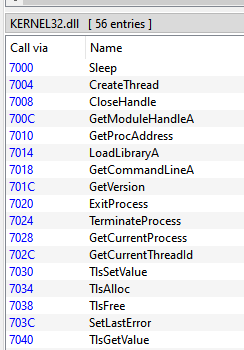 KERNEL32.dll [ 56 entries ]
Call via Name
7000 Sleep
7004 CreateThread
7008 CloseHandle
700C GetModuleHandleA
7010 GetProcAddress
7014 LoadLibraryA
7018 GetCommandLineA
701C GetVersion
7020 ExitProcess
7024 TerminateProcess
7028 GetCurrentProcess
702C GetCurrentThreadId
7030 TlsSetValue
7034 TlsAlloc
7038 TlsFree
703C SetLastError
7040 TlsGetValue